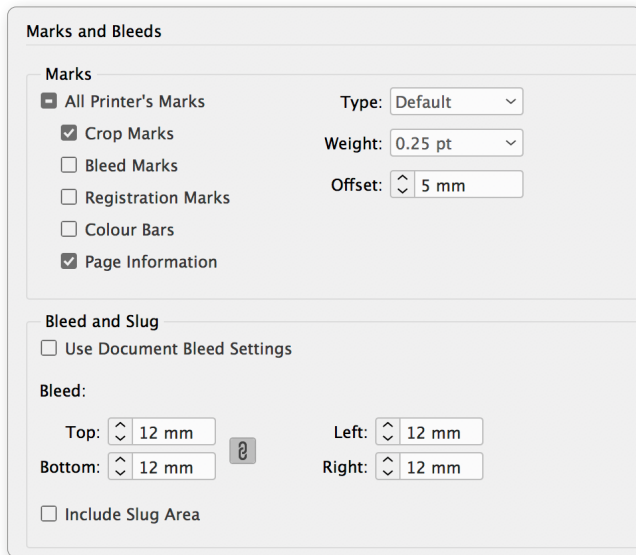 Marks and Bleeds
Marks
All Printer's Marks
Type: Default
Crop Marks
Weight: 0.25 pt
Bleed Marks
Offset: 5 mm
Registration Marks
Colour Bars
Page Information
Bleed and Slug
Use Document Bleed Settings
Bleed:
Top: 12 mm Left: 12 mm
Bottom: 12 mm Right: 12 mm
Include Slug Area